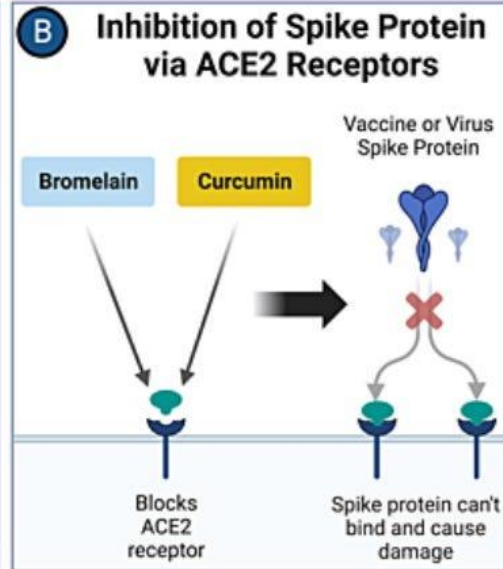 B
Inhibition of Spike Protein
via ACE2 Receptors
Vaccine or Virus
Spike Protein
Bromelain
Curcumin
Blocks
ACE2
receptor
Spike protein can't
bind and cause
damage